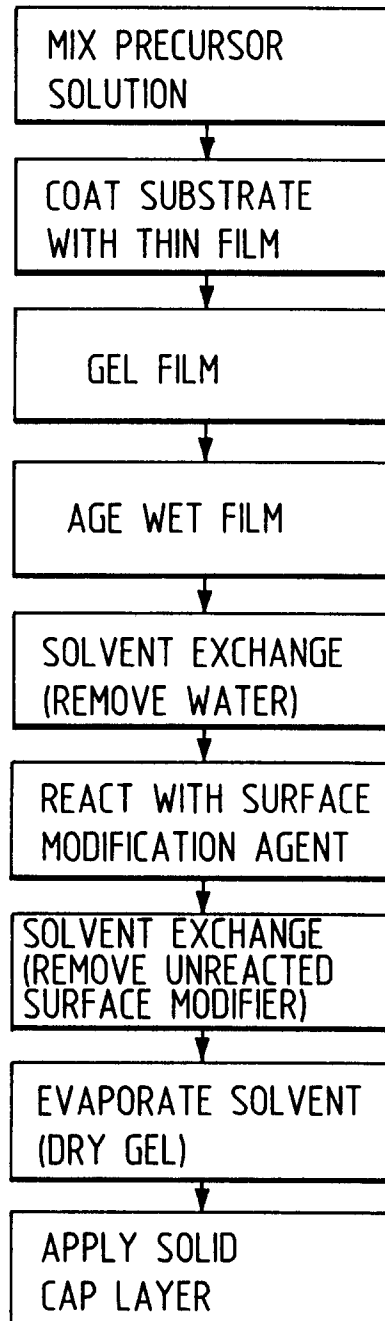 MIX PRECURSOR
SOLUTION
COAT SUBSTRATE
WITH THIN FILM
GEL FILM
AGE WET FILM
SOLVENT EXCHANGE
(REMOVE WATER)
REACT WITH SURFACE
MODIFICATION AGENT
SOLVENT EXCHANGE
(REMOVE UNREACTED
SURFACE MODIFIER)
EVAPORATE SOLVENT
(DRY GEL)
APPLY SOLID
CAP LAYER